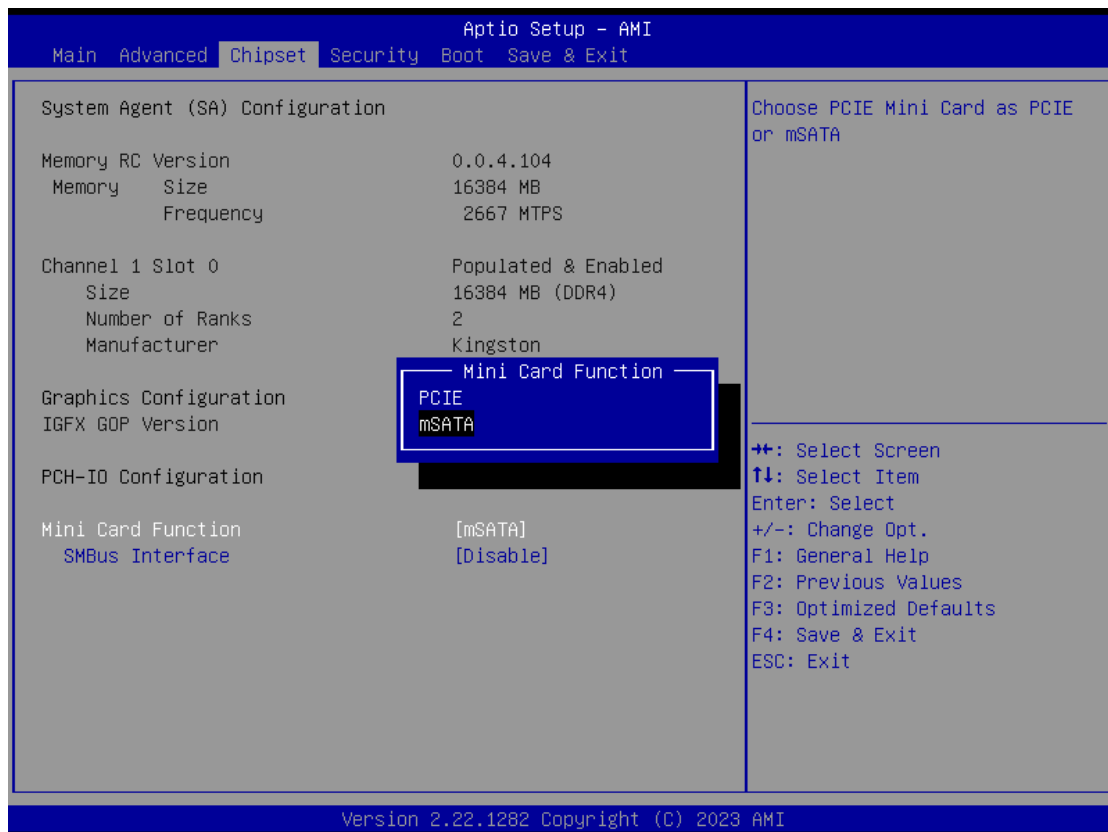 Aptio Setup – AMI
Main Advanced Chipset Security Boot Save & Exit
System Agent (SA) Configuration
Memory RC Version 0.0.4.104
Memory Size 16384 MB
Frequency 2667 MTPS
Channel 1 Slot 0 Populated & Enabled
Size 16384 MB (DDR4)
Number of Ranks 2
Manufacturer Kingston
Graphics Configuration
IGFX GOP Version
PCH-IO Configuration
Mini Card Function [mSATA]
SMBus Interface [Disable]
Mini Card Function
PCIE
mSATA
Choose PCIE Mini Card as PCIE
or mSATA
→←: Select Screen
↑↓: Select Item
Enter: Select
+/-: Change Opt.
F1: General Help
F2: Previous Values
F3: Optimized Defaults
F4: Save & Exit
ESC: Exit
Version 2.22.1282 Copyright (C) 2023 AMI